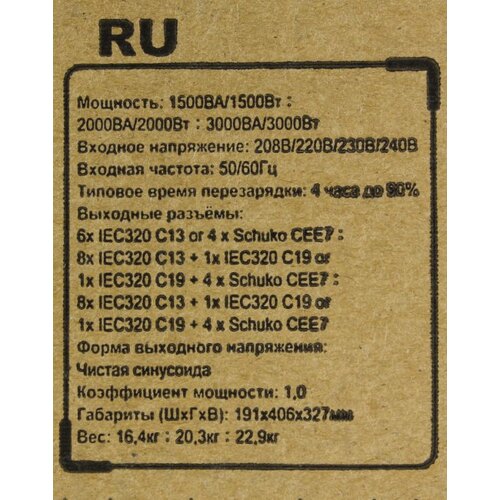 RU
Мощность: 1500ВА/1500Вт :
2000ВА/2000Вт : 3000ВА/3000Вт
Входное напряжение: 208В/220В/230В/240В
Входная частота: 50/60Гц
Типовое время перезарядки: 4 часа до 90%
Выходные разъёмы:
6x IEC320 C13 or 4 x Schuko CEE7 :
8x IEC320 C13 + 1x IEC320 C19 or
1x IEC320 C19 + 4 x Schuko CEE7 :
8x IEC320 C13 + 1x IEC320 C19 or
1x IEC320 C19 + 4 x Schuko CEE7
Форма выходного напряжения:
Чистая синусоида
Коэффициент мощности: 1,0
Габариты (ШхГхВ): 191x406x327мм
Вес: 16,4кг : 20,3кг : 22,9кг